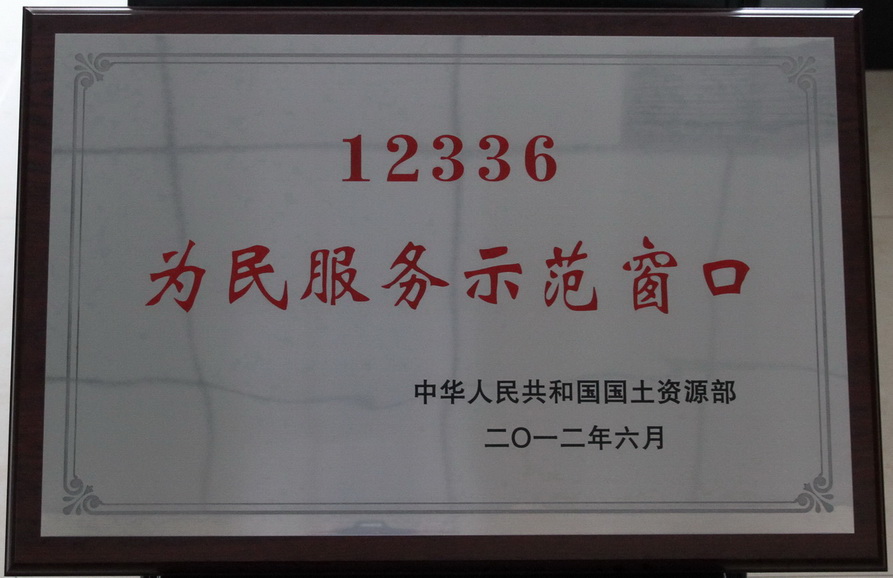 12336
为民服务示范窗口
中华人民共和国国土资源部
二〇一二年六月